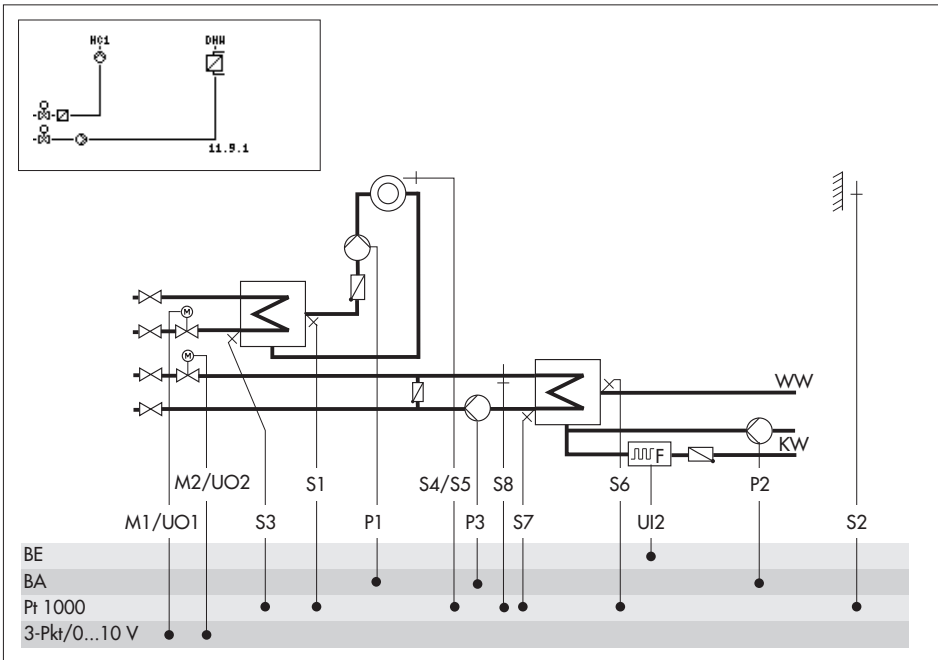 HC1 DHW
11.9.1
M M
WW
F KW
M2/UO2 S1 S4/S5 S8 S6 P2
M1/UO1 S3 P1 P3 S7 UI2 S2
BE
BA
Pt 1000
3-Pkt/0...10 V